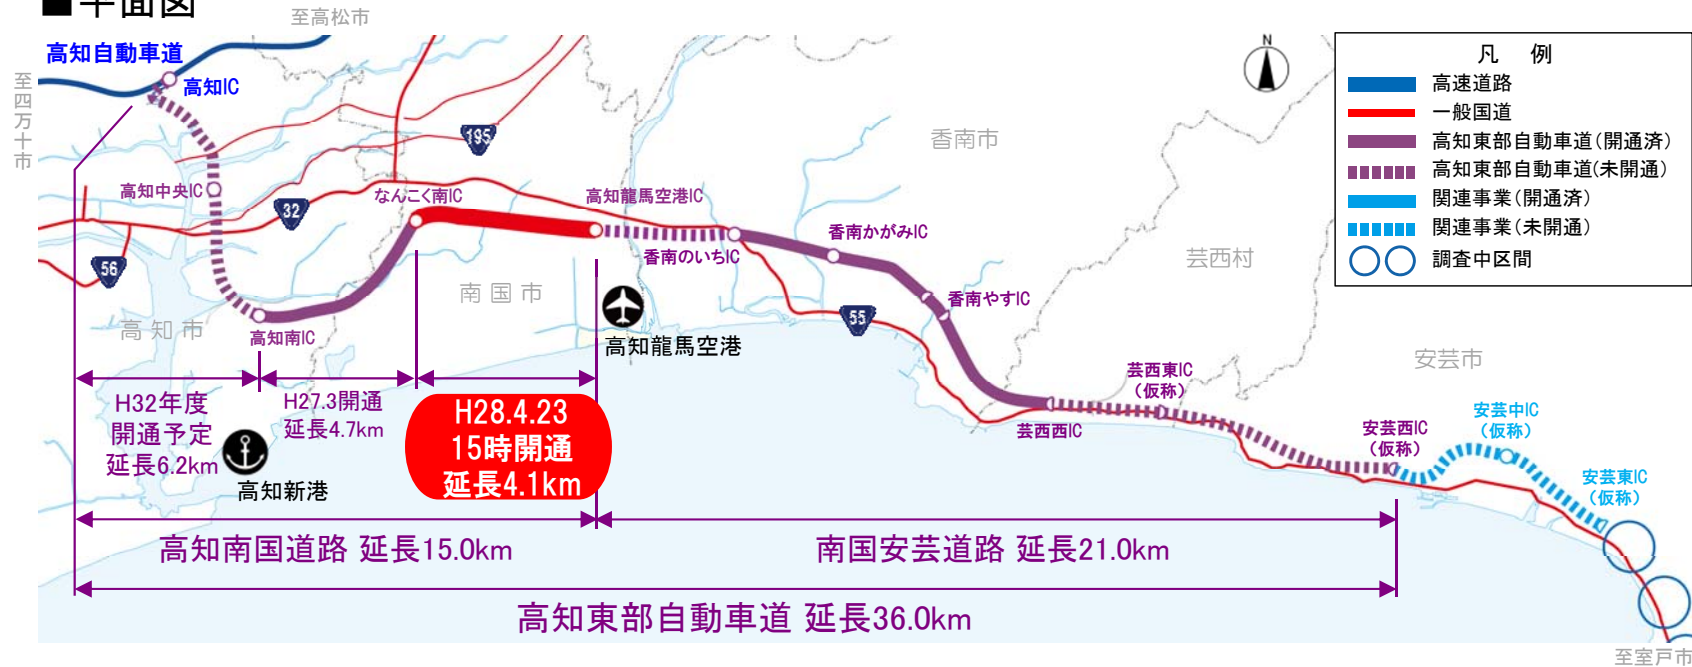 ■平面図
至高松市
高知自動車道
高知IC
至四万十市
N
凡 例
高速道路
一般国道
高知東部自動車道(開通済)
高知東部自動車道(未開通)
関連事業(開通済)
関連事業(未開通)
調査中区間
195
香南市
高知中央IC
なんこく南IC
高知龍馬空港IC
32
香南かがみIC
香南のいちIC
芸西村
56
南国市
香南やすIC
高知市
高知南IC
高知龍馬空港
55
安芸市
芸西東IC
(仮称)
芸西西IC
安芸西IC
(仮称)
安芸中IC
(仮称)
安芸東IC
(仮称)
H32年度
開通予定
延長6.2km
H27.3開通
延長4.7km
H28.4.23
15時開通
延長4.1km
高知新港
高知南国道路 延長15.0km
南国安芸道路 延長21.0km
高知東部自動車道 延長36.0km
至室戸市